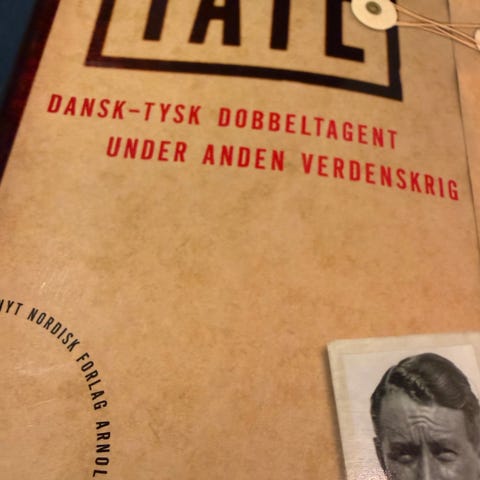 TATE
DANSK-TYSK DOBBELTAGENT
UNDER ANDEN VERDENSKRIG
NYT NORDISK FORLAG ARNOL